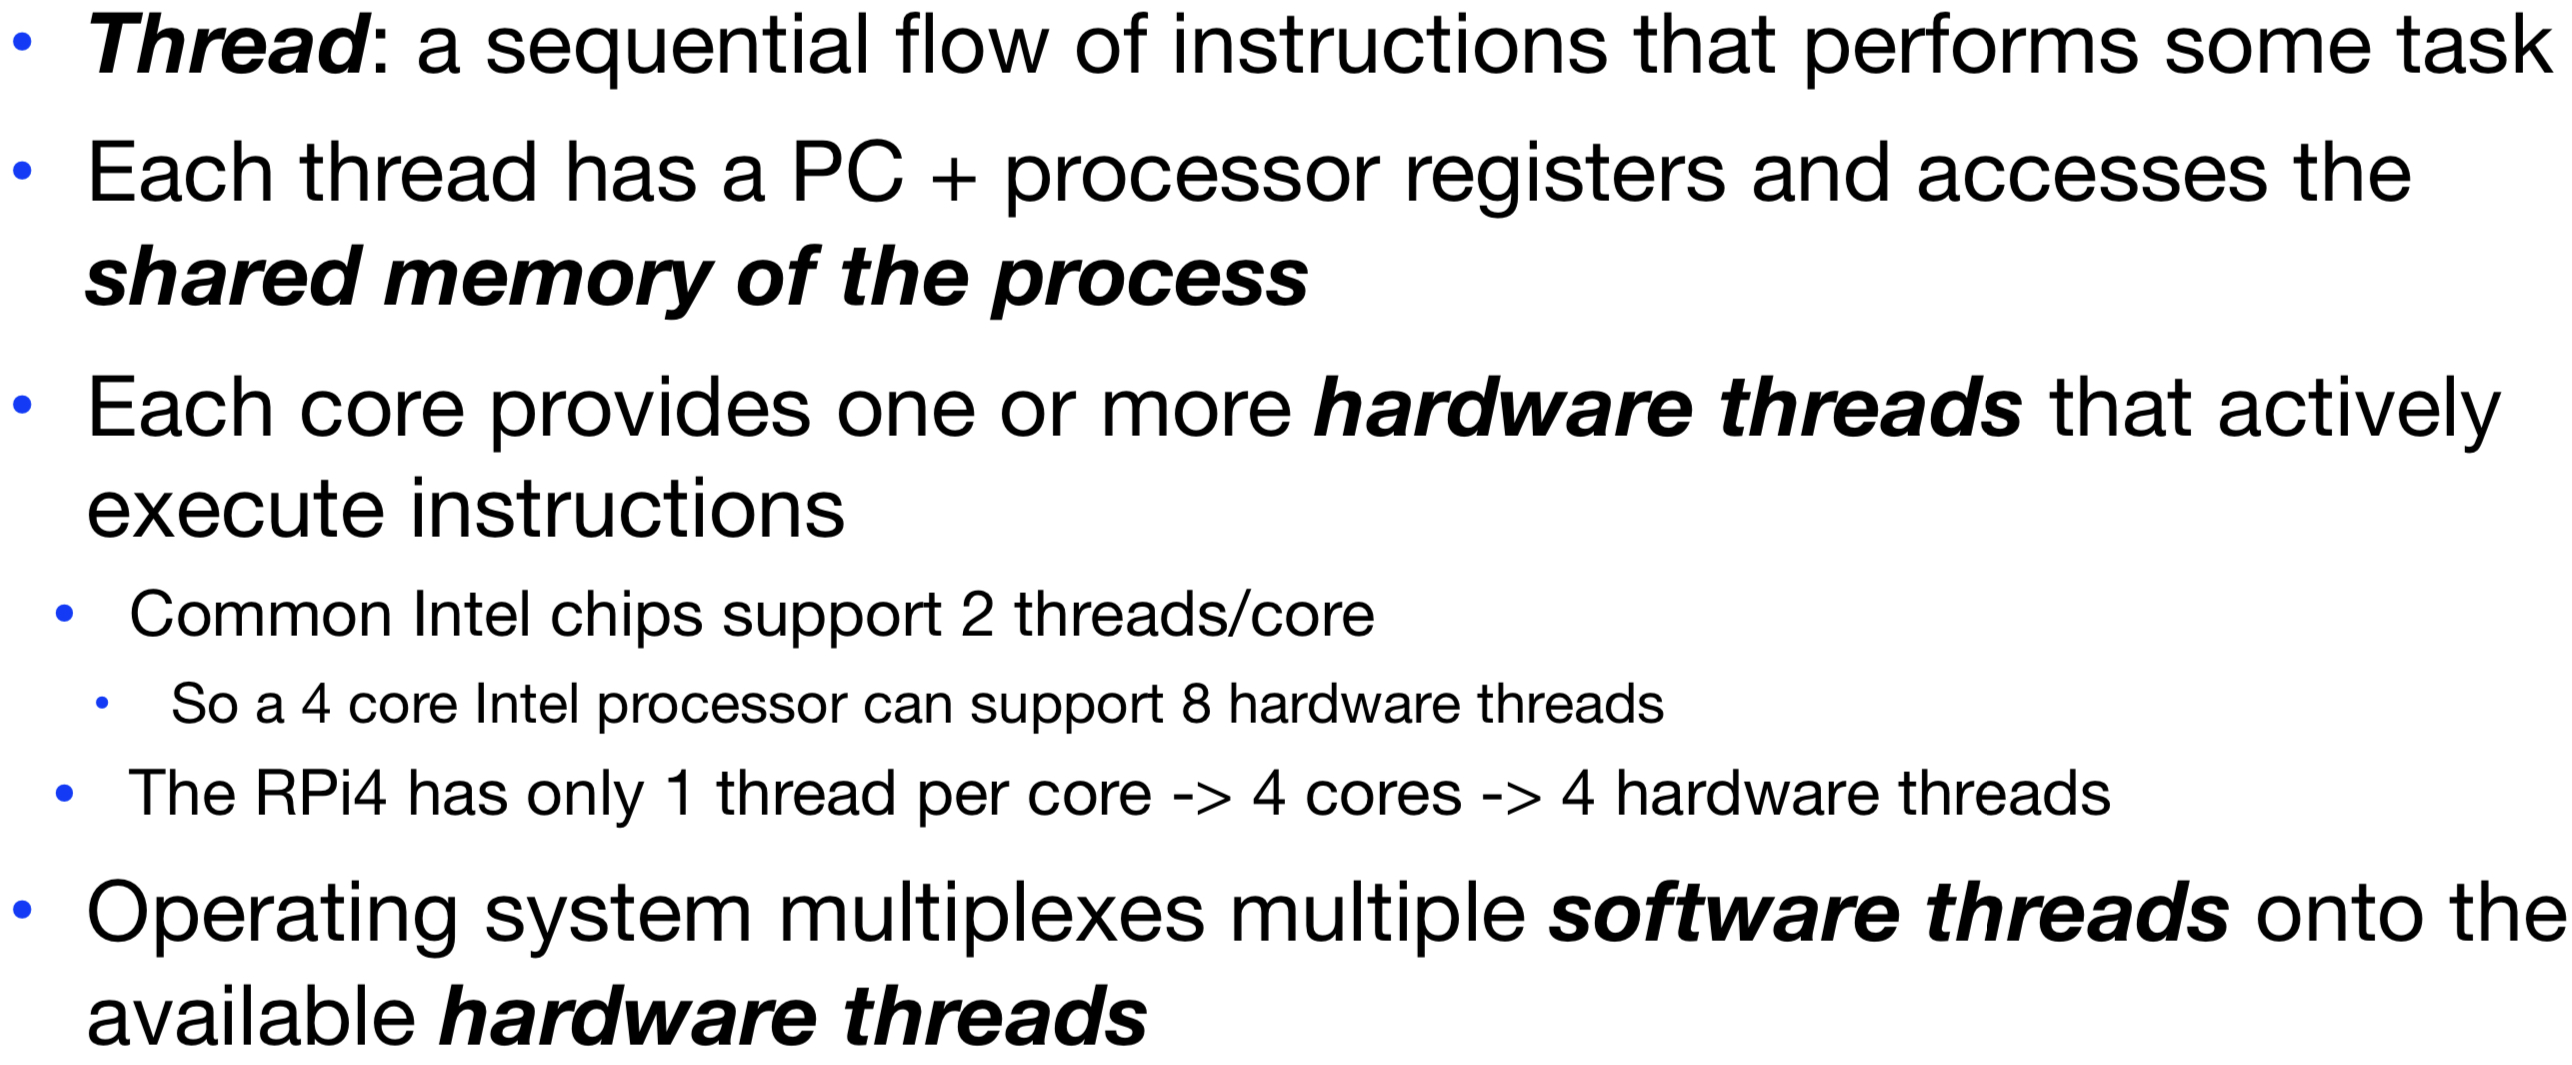 • Thread: a sequential flow of instructions that performs some task
• Each thread has a PC + processor registers and accesses the
shared memory of the process
• Each core provides one or more hardware threads that actively
execute instructions
• Common Intel chips support 2 threads/core
• So a 4 core Intel processor can support 8 hardware threads
• The RPi4 has only 1 thread per core -> 4 cores -> 4 hardware threads
• Operating system multiplexes multiple software threads onto the
available hardware threads